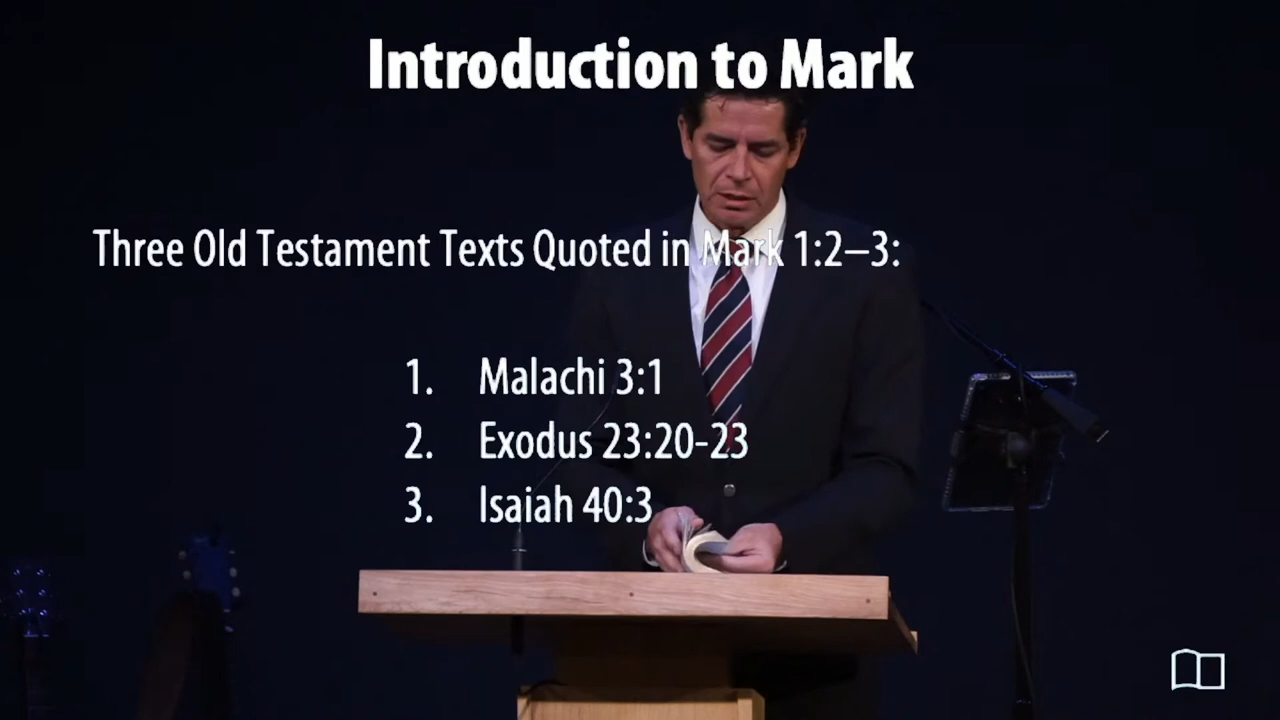 Introduction to Mark
Three Old Testament Texts Quoted in Mark 1:2–3:
1. Malachi 3:1
2. Exodus 23:20-23
3. Isaiah 40:3